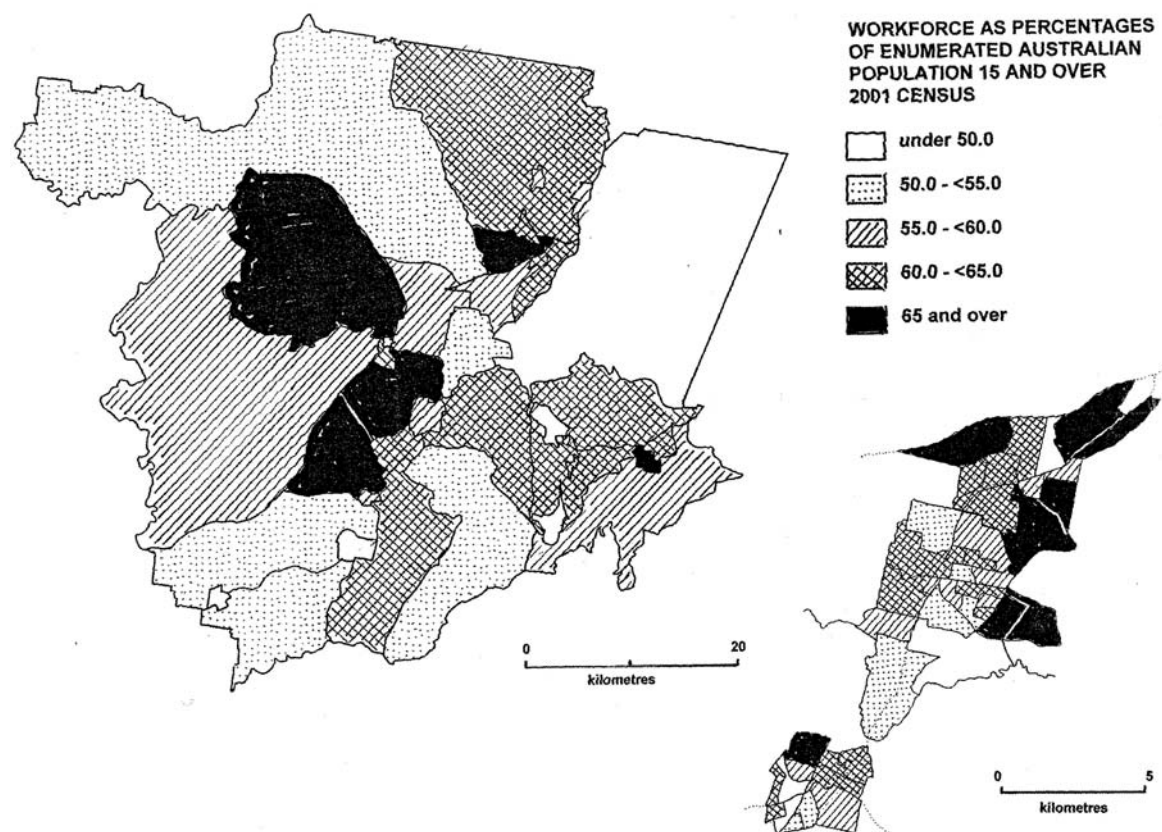 WORKFORCE AS PERCENTAGES
OF ENUMERATED AUSTRALIAN
POPULATION 15 AND OVER
2001 CENSUS
under 50.0
50.0 - <55.0
55.0 - <60.0
60.0 - <65.0
65 and over
0 20
kilometres
0 5
kilometres